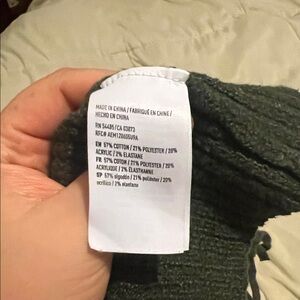 MADE IN CHINA / FABRIQUÉ EN CHINE /
HECHO EN CHINA
RN 54485/CA 03873
EN 57% COTTON / 21% POLYESTER / 20%
ACRYLIC / 2% ELASTANE
FR 57% COTON / 21% POLYESTER / 20%
ACRYLIQUE / 2% ÉLASTHANNE
SP 57% algodón / 21% poliéster / 20%
acrílico / 2% elastano